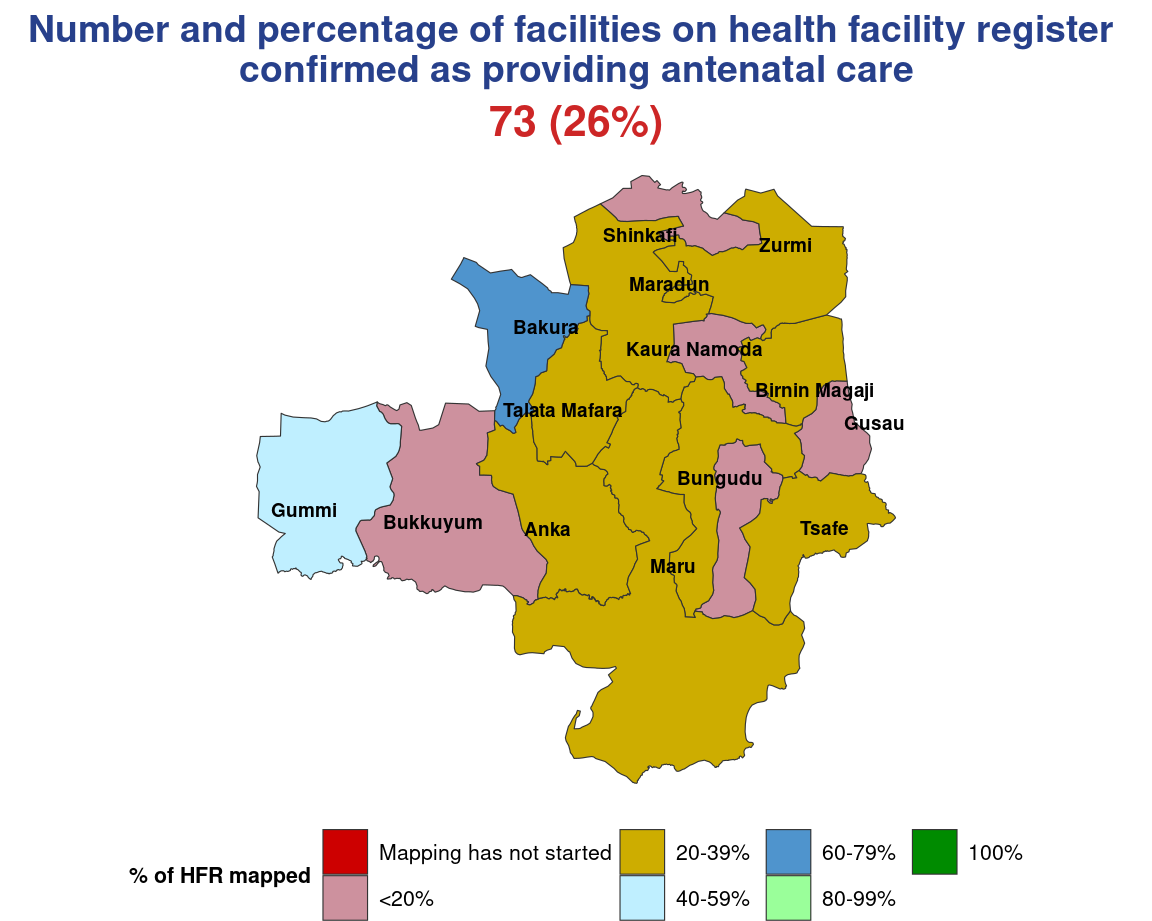 Number and percentage of facilities on health facility register
confirmed as providing antenatal care
73 (26%)
Shinkafi
Zurmi
Maradun
Bakura
Kaura Namoda
Birnin Magaji
Talata Mafara
Gusau
Bungudu
Gummi
Bukkuyum
Anka
Tsafe
Maru
% of HFR mapped
Mapping has not started
<20%
20-39%
40-59%
60-79%
80-99%
100%